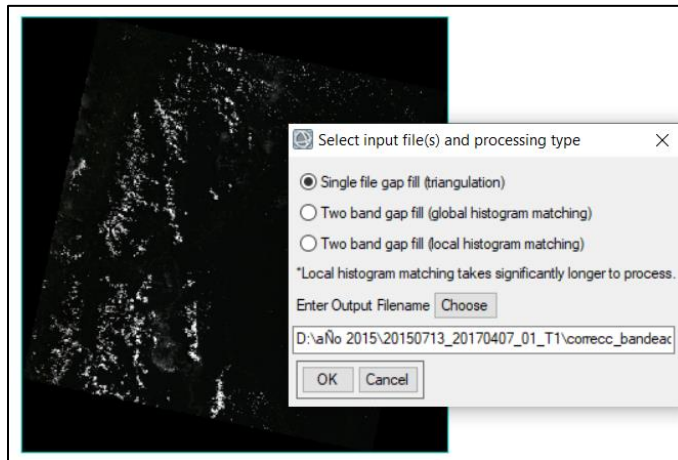 Select input file(s) and processing type
Single file gap fill (triangulation)
Two band gap fill (global histogram matching)
Two band gap fill (local histogram matching)
*Local histogram matching takes significantly longer to process.
Enter Output Filename Choose
D:\aÑo 2015\20150713_20170407_01_T1\correcc_bandeac
OK Cancel